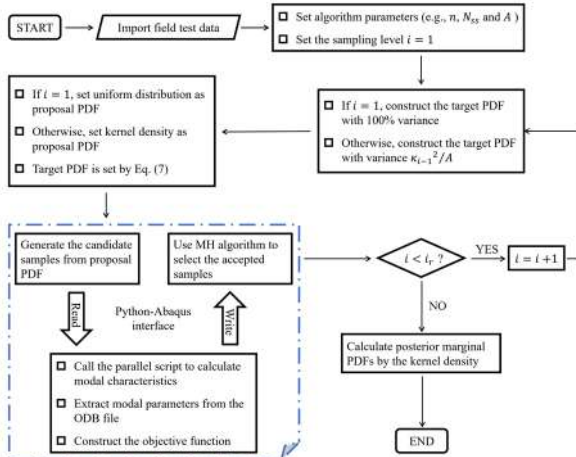 START
Import field test data
Set algorithm parameters (e.g., n, Nss and A )
Set the sampling level i = 1
If i = 1, set uniform distribution as
proposal PDF
Otherwise, set kernel density as
proposal PDF
Target PDF is set by Eq. (7)
If i = 1, construct the target PDF
with 100% variance
Otherwise, construct the target PDF
with variance κi−1²/A
Generate the candidate
samples from proposal
PDF
Use MH algorithm to
select the accepted
samples
Read
Python-Abaqus
interface
Write
Call the parallel script to calculate
modal characteristics
Extract modal parameters from the
ODB file
Construct the objective function
i < ir ?
YES
i = i+1
NO
Calculate posterior marginal
PDFs by the kernel density
END